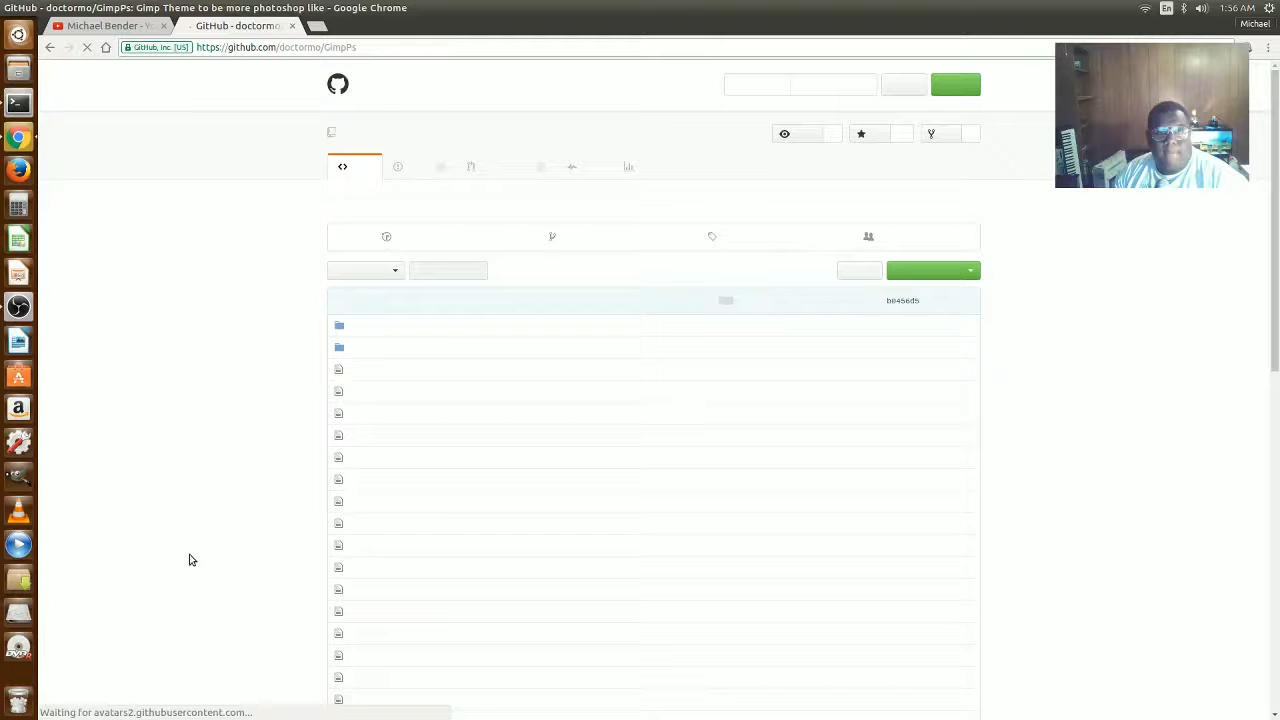 GitHub - doctormo/GimpPs: Gimp Theme to be more photoshop like - Google Chrome
En
1:56 AM
Michael Bender - Yo
GitHub - doctormo
Michael
GitHub, Inc. [US]
https://github.com/doctormo/GimpPs
b0456d5
Waiting for avatars2.githubusercontent.com...